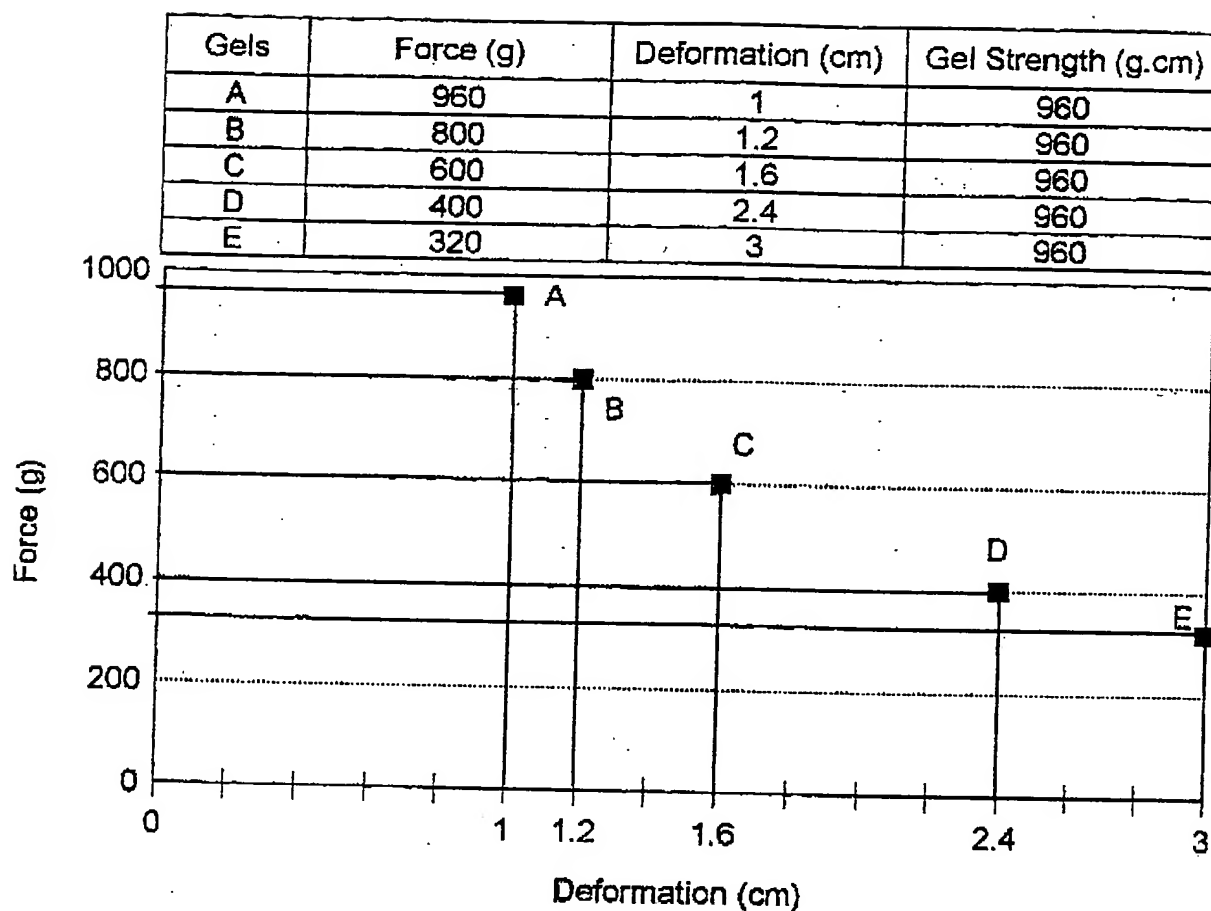 Gels Force (g) Deformation (cm) Gel Strength (g.cm)
A 960 1 960
B 800 1.2 960
C 600 1.6 960
D 400 2.4 960
E 320 3 960
1000
800
600
400
200
0
Force (g)
A
B
C
D
E
0 1 1.2 1.6 2.4 3
Deformation (cm)